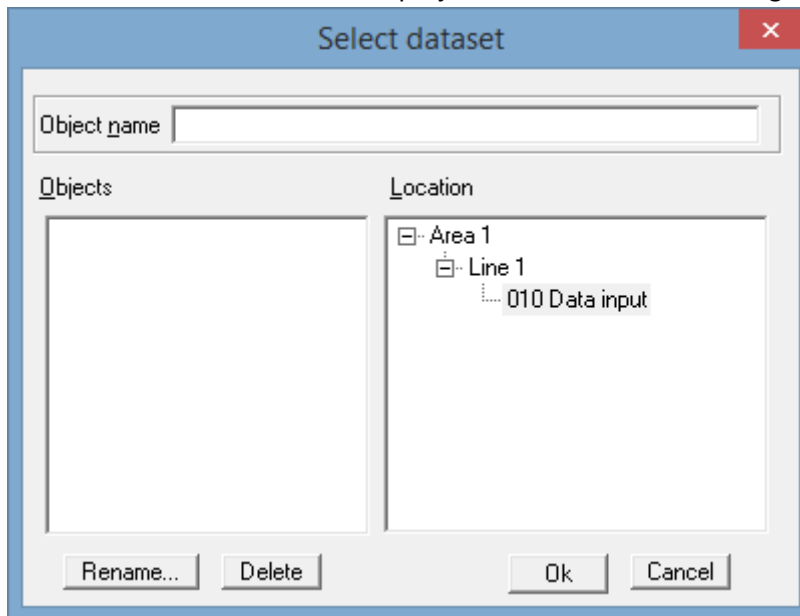 Select dataset
Object name
Objects
Location
Area 1
Line 1
010 Data input
Rename...
Delete
Ok
Cancel